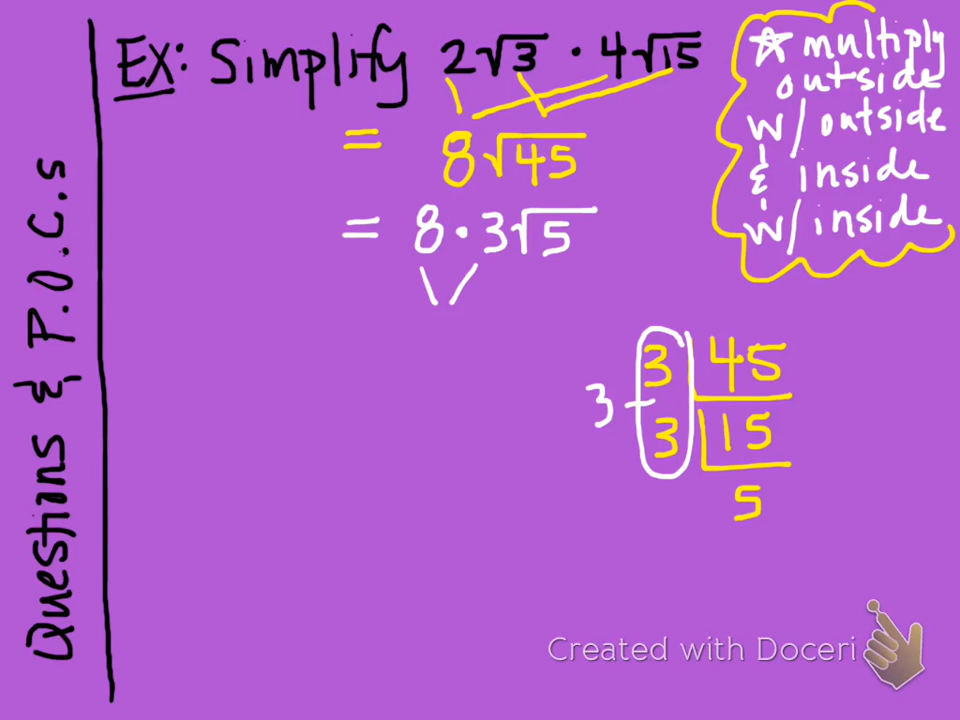 Questions & P.O.C.s
EX: Simplify 2√3 · 4√15
= 8√45
= 8·3√5
☆ multiply
outside
w/ outside
& inside
w/ inside
3 45
3
3 15
5
Created with Doceri